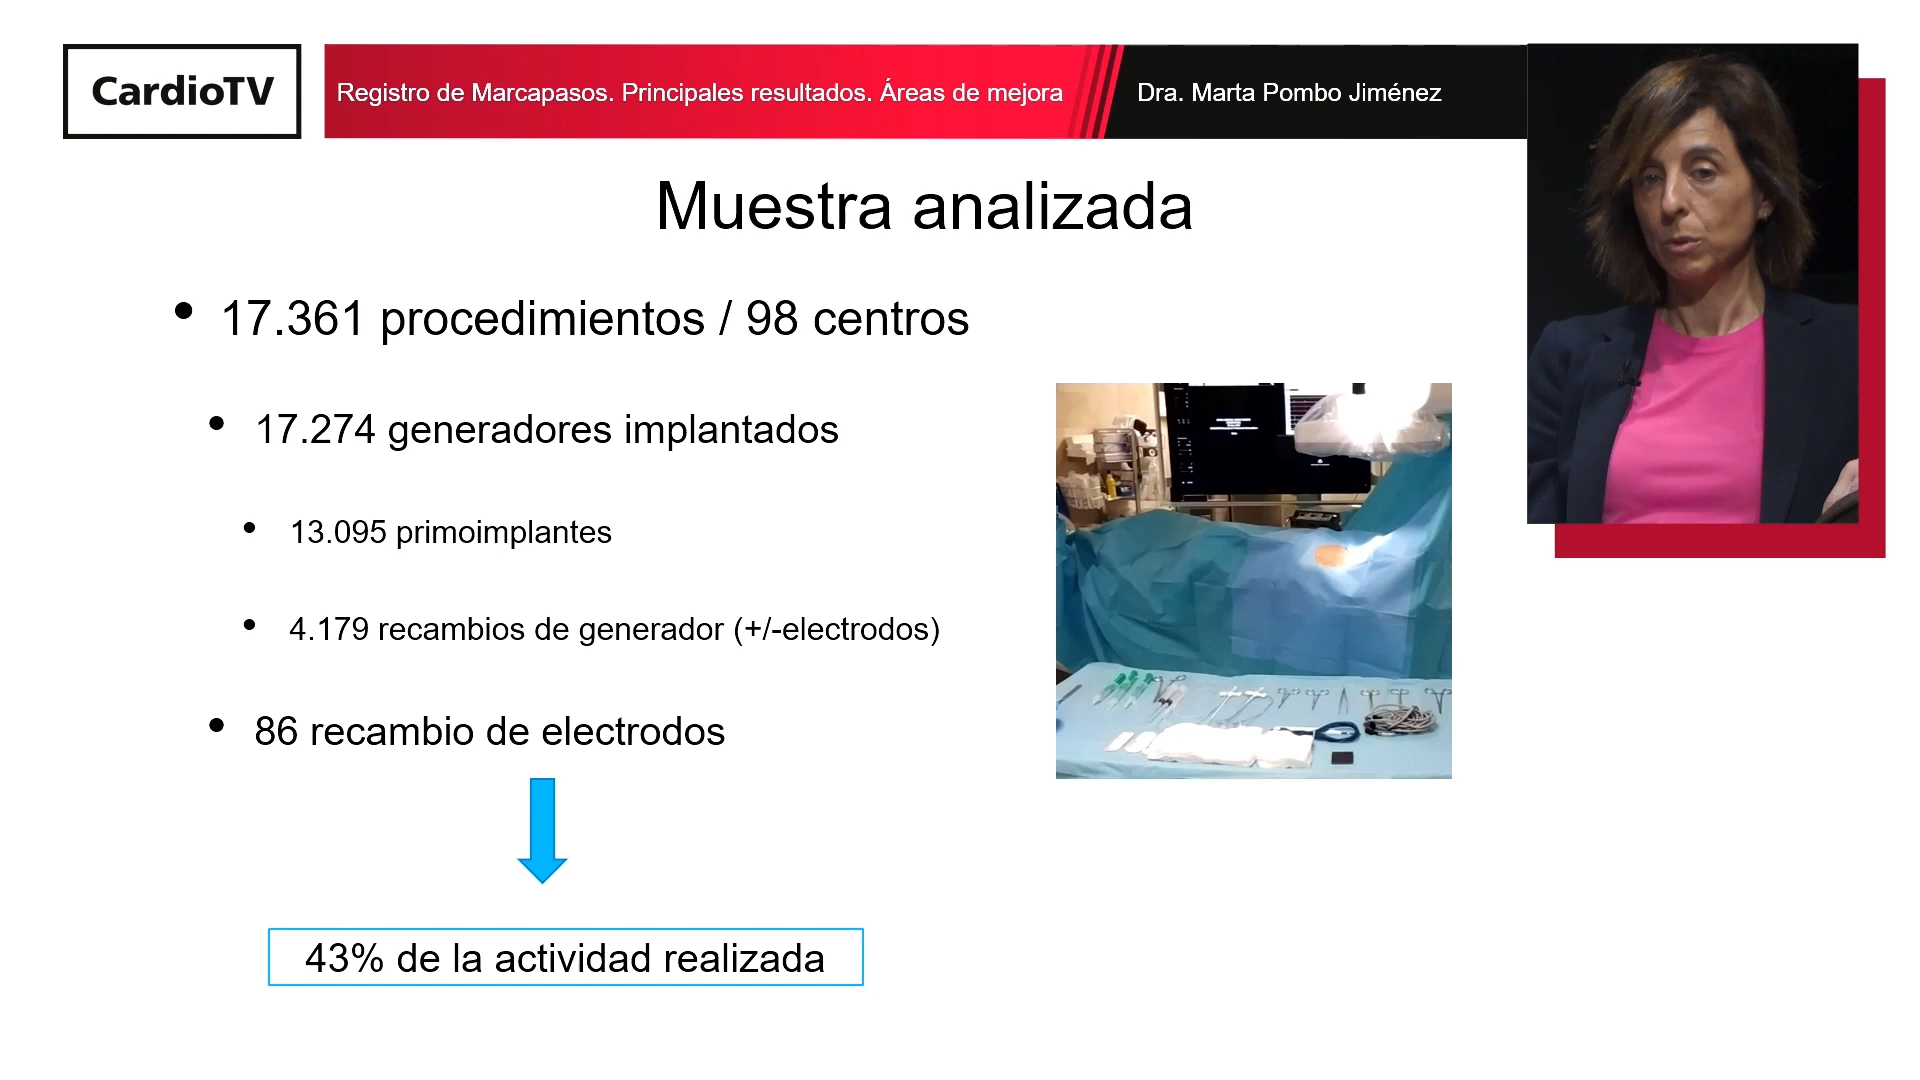 CardioTV
Registro de Marcapasos. Principales resultados. Áreas de mejora
Dra. Marta Pombo Jiménez
Muestra analizada
• 17.361 procedimientos / 98 centros
• 17.274 generadores implantados
• 13.095 primoimplantes
• 4.179 recambios de generador (+/-electrodos)
• 86 recambio de electrodos
43% de la actividad realizada